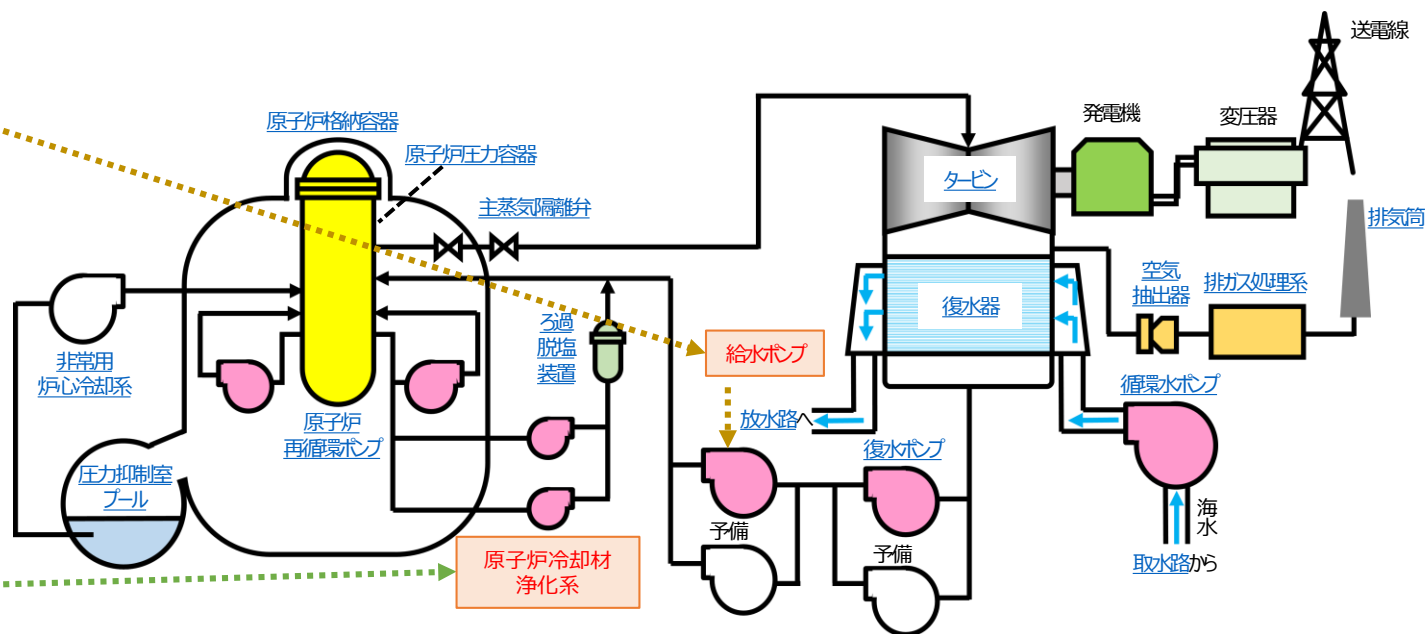 送電線
原子炉格納容器
発電機
変圧器
原子炉圧力容器
タービン
主蒸気隔離弁
排気筒
空気
抽出器
排ガス処理系
復水器
ろ過
脱塩
装置
給水ポンプ
非常用
炉心冷却系
循環水ポンプ
原子炉
再循環ポンプ
放水路へ
復水ポンプ
圧力抑制室
プール
海水
予備
予備
取水路から
原子炉冷却材
浄化系